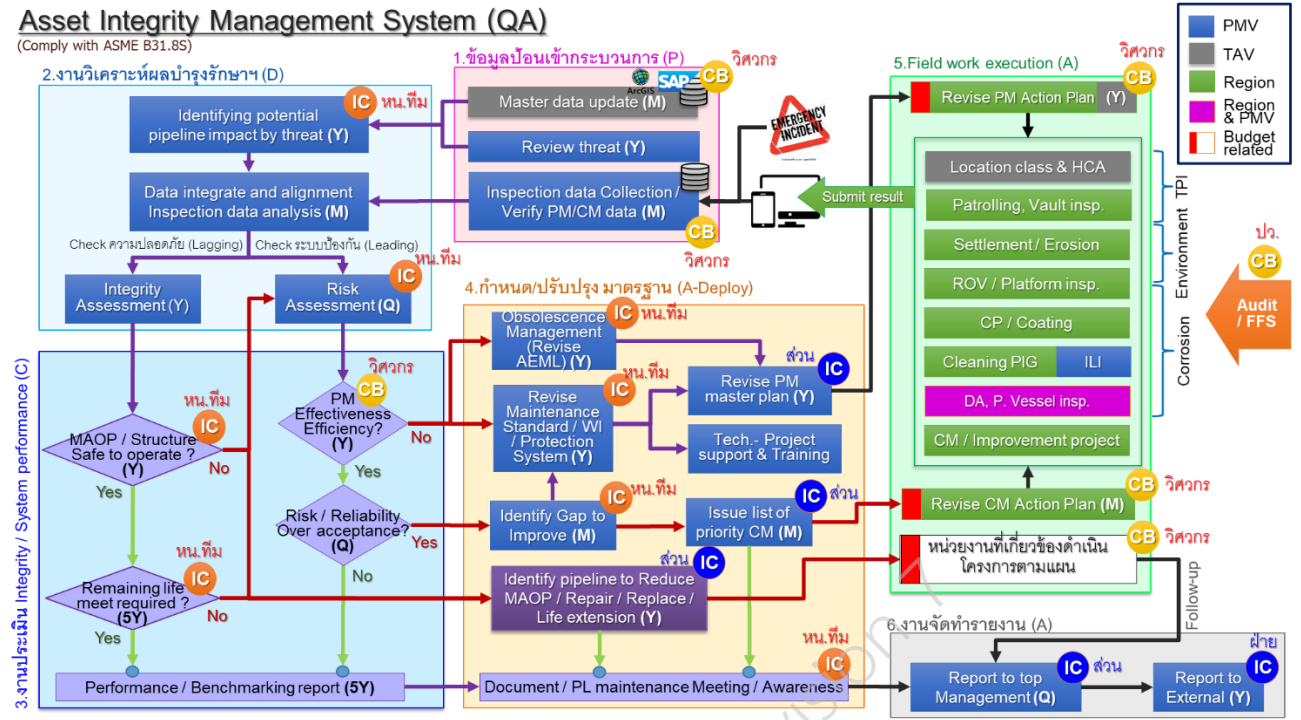 Asset Integrity Management System (QA)
(Comply with ASME B31.8S)
PMV
TAV
Region
Region
& PMV
Budget
related
1.ข้อมูลป้อนเข้ากระบวนการ (P)
ArcGIS
SAP
CB
วิศวกร
Master data update (M)
Review threat (Y)
Inspection data Collection /
Verify PM/CM data (M)
CB
วิศวกร
EMERGENCY
INCIDENT
Submit result
2.งานวิเคราะห์ผลบำรุงรักษาฯ (D)
IC
หน.ทีม
Identifying potential
pipeline impact by threat (Y)
Data integrate and alignment
Inspection data analysis (M)
Check ความปลอดภัย (Lagging)
Check ระบบป้องกัน (Leading)
Integrity
Assessment (Y)
Risk
Assessment (Q)
IC
หน.ทีม
3.งานประเมิน Integrity / System performance (C)
MAOP / Structure
Safe to operate ?
(Y)
IC
หน.ทีม
No
Yes
Remaining life
meet required ?
(5Y)
IC
หน.ทีม
No
Yes
PM
Effectiveness
Efficiency?
(Y)
CB
วิศวกร
No
Yes
Risk / Reliability
Over acceptance?
(Q)
Yes
No
Performance / Benchmarking report (5Y)
4.กำหนด/ปรับปรุง มาตรฐาน (A-Deploy)
Obsolescence
Management
(Revise
AEML) (Y)
IC
หน.ทีม
Revise
Maintenance
Standard / WI
/ Protection
System (Y)
IC
หน.ทีม
Revise PM
master plan
(Y)
ส่วน
IC
Tech.- Project
support & Training
Identify Gap to
Improve (M)
IC
หน.ทีม
Issue list of
priority CM (M)
IC
ส่วน
Identify pipeline to Reduce
MAOP / Repair / Replace /
Life extension
(Y)
ส่วน
IC
Document / PL maintenance Meeting / Awareness
หน.ทีม
IC
5.Field work execution (A)
วิศวกร
CB
Revise PM Action Plan (Y)
Location class & HCA
Patrolling, Vault insp.
Settlement / Erosion
ROV / Platform insp.
CP / Coating
Cleaning PIG
ILI
DA, P. Vessel insp.
CM / Improvement project
TPI
Environment
Corrosion
Revise CM Action Plan (M)
CB
วิศวกร
หน่วยงานที่เกี่ยวข้องดำเนิน
โครงการตามแผน
CB
วิศวกร
Follow-up
ปว.
CB
Audit
/ FFS
6.งานจัดทำรายงาน (A)
Report to top
Management
(Q)
IC
ส่วน
Report to
External (Y)
ฝ่าย
IC